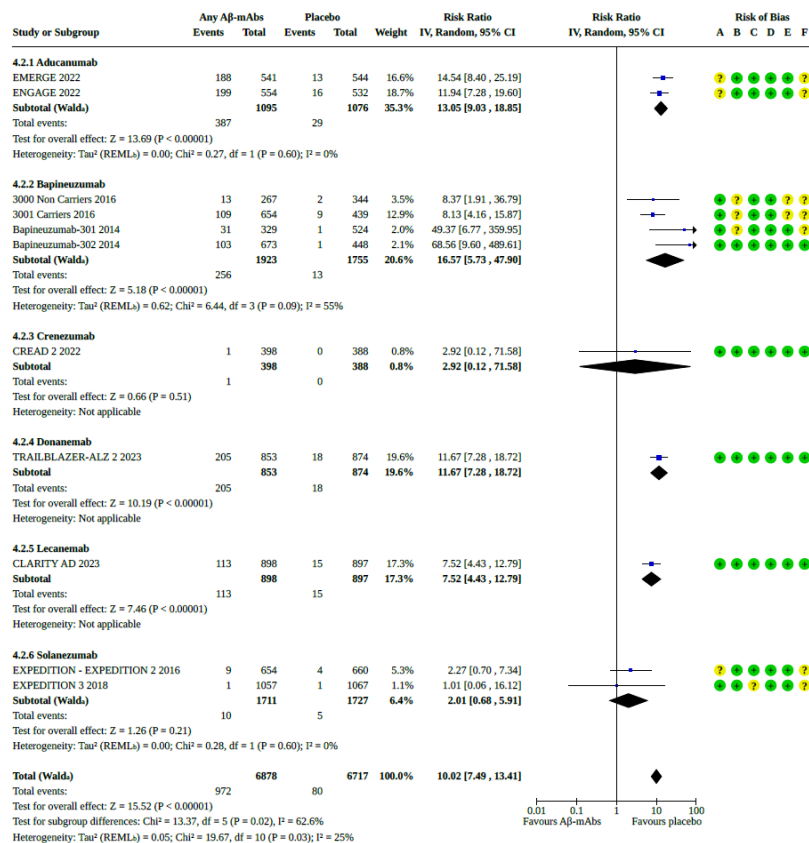 Any Aβ-mAbs Placebo Risk Ratio Risk Ratio Risk of Bias
Study or Subgroup Events Total Events Total Weight IV, Random, 95% CI IV, Random, 95% CI A B C D E F
4.2.1 Aducanumab
EMERGE 2022 188 541 13 544 16.6% 14.54 [8.40 , 25.19] ? + + + + ?
ENGAGE 2022 199 554 16 532 18.7% 11.94 [7.28 , 19.60] ? + + + + ?
Subtotal (Walda) 1095 1076 35.3% 13.05 [9.03 , 18.85]
Total events: 387 29
Test for overall effect: Z = 13.69 (P < 0.00001)
Heterogeneity: Tau² (REMLb) = 0.00; Chi² = 0.27, df = 1 (P = 0.60); I² = 0%
4.2.2 Bapineuzumab
3000 Non Carriers 2016 13 267 2 344 3.5% 8.37 [1.91 , 36.79] + ? + + ? ?
3001 Carriers 2016 109 654 9 439 12.9% 8.13 [4.16 , 15.87] + ? + + ? ?
Bapineuzumab-301 2014 31 329 1 524 2.0% 49.37 [6.77 , 359.95] + ? + + + ?
Bapineuzumab-302 2014 103 673 1 448 2.1% 68.56 [9.60 , 489.61] + + + + + +
Subtotal (Walda) 1923 1755 20.6% 16.57 [5.73 , 47.90]
Total events: 256 13
Test for overall effect: Z = 5.18 (P < 0.00001)
Heterogeneity: Tau² (REMLb) = 0.62; Chi² = 6.44, df = 3 (P = 0.09); I² = 55%
4.2.3 Crenezumab
CREAD 2 2022 1 398 0 388 0.8% 2.92 [0.12 , 71.58] + + + + + +
Subtotal 398 388 0.8% 2.92 [0.12 , 71.58]
Total events: 1 0
Test for overall effect: Z = 0.66 (P = 0.51)
Heterogeneity: Not applicable
4.2.4 Donanemab
TRAILBLAZER-ALZ 2 2023 205 853 18 874 19.6% 11.67 [7.28 , 18.72] + + + + + +
Subtotal 853 874 19.6% 11.67 [7.28 , 18.72]
Total events: 205 18
Test for overall effect: Z = 10.19 (P < 0.00001)
Heterogeneity: Not applicable
4.2.5 Lecanemab
CLARITY AD 2023 113 898 15 897 17.3% 7.52 [4.43 , 12.79] + + + + + +
Subtotal 898 897 17.3% 7.52 [4.43 , 12.79]
Total events: 113 15
Test for overall effect: Z = 7.46 (P < 0.00001)
Heterogeneity: Not applicable
4.2.6 Solanezumab
EXPEDITION - EXPEDITION 2 2016 9 654 4 660 5.3% 2.27 [0.70 , 7.34] ? + + + + ?
EXPEDITION 3 2018 1 1057 1 1067 1.1% 1.01 [0.06 , 16.12] + + ? + + ?
Subtotal (Walda) 1711 1727 6.4% 2.01 [0.68 , 5.91]
Total events: 10 5
Test for overall effect: Z = 1.26 (P = 0.21)
Heterogeneity: Tau² (REMLb) = 0.00; Chi² = 0.28, df = 1 (P = 0.60); I² = 0%
Total (Walda) 6878 6717 100.0% 10.02 [7.49 , 13.41]
Total events: 972 80
Test for overall effect: Z = 15.52 (P < 0.00001)
Test for subgroup differences: Chi² = 13.37, df = 5 (P = 0.02), I² = 62.6%
Heterogeneity: Tau² (REMLb) = 0.05; Chi² = 19.67, df = 10 (P = 0.03); I² = 25%
0.01 0.1 1 10 100
Favours Aβ-mAbs Favours placebo